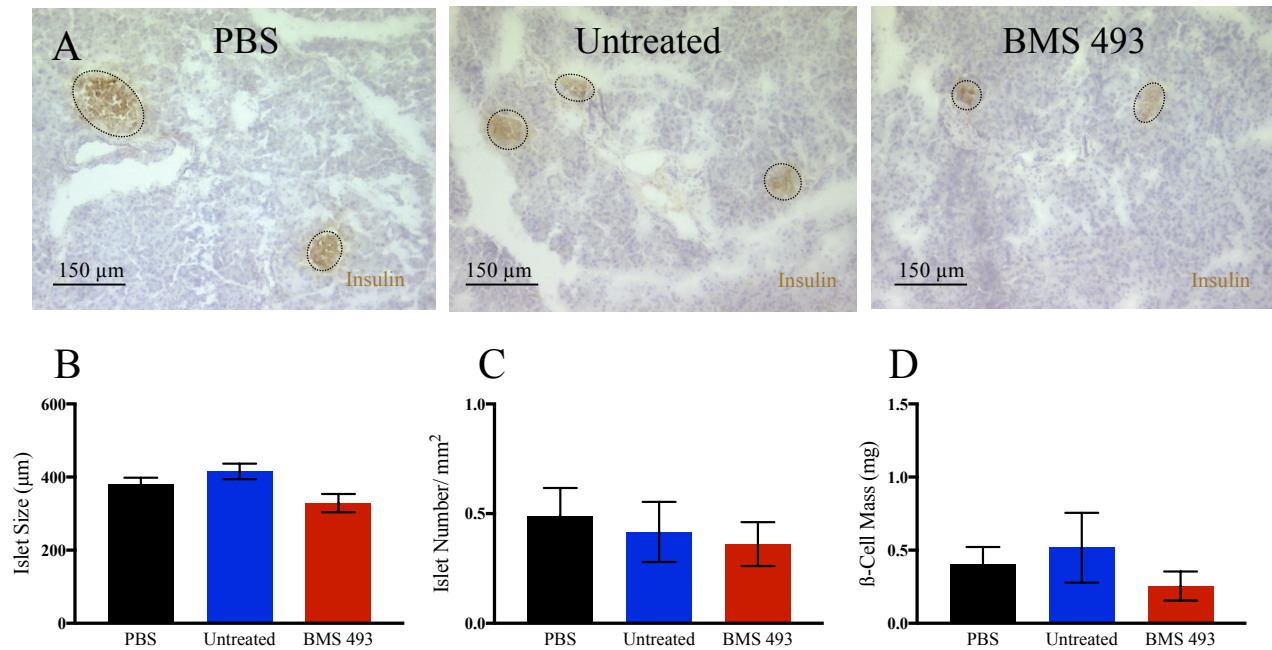 A
PBS
Untreated
BMS 493
150 µm
Insulin
150 µm
Insulin
150 µm
Insulin
B
Islet Size (µm)
600
400
200
0
PBS
Untreated
BMS 493
C
Islet Number/ mm²
1.0
0.5
0.0
PBS
Untreated
BMS 493
D
ß-Cell Mass (mg)
1.5
1.0
0.5
0.0
PBS
Untreated
BMS 493